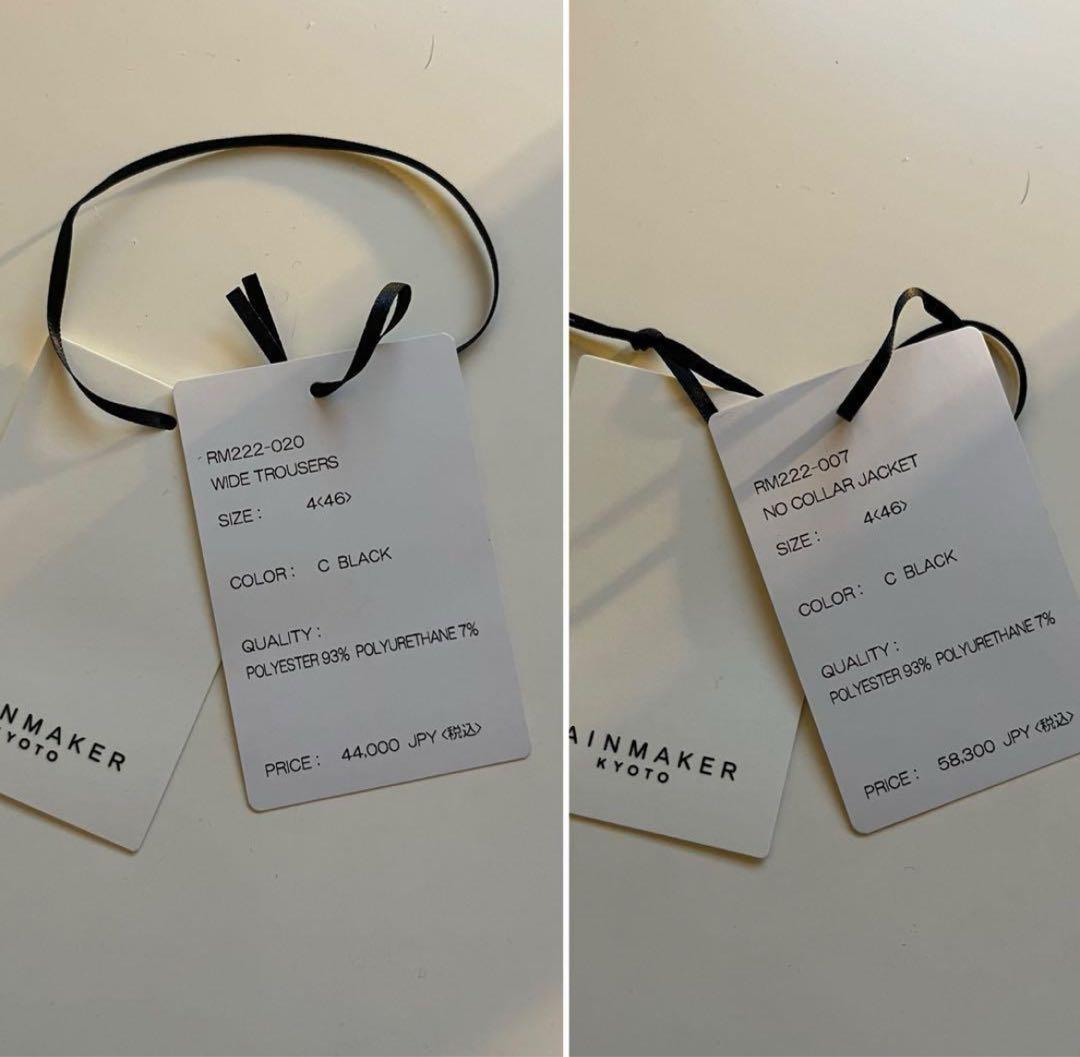 RM222-020
WIDE TROUSERS
SIZE : 4<46>
COLOR : C BLACK
QUALITY :
POLYESTER 93% POLYURETHANE 7%
PRICE : 44,000 JPY <税込>
NMAKER
KYOTO
RM222-007
NO COLLAR JACKET
SIZE : 4<46>
COLOR : C BLACK
QUALITY :
POLYESTER 93% POLYURETHANE 7%
PRICE : 58,300 JPY <税込>
AINMAKER
KYOTO